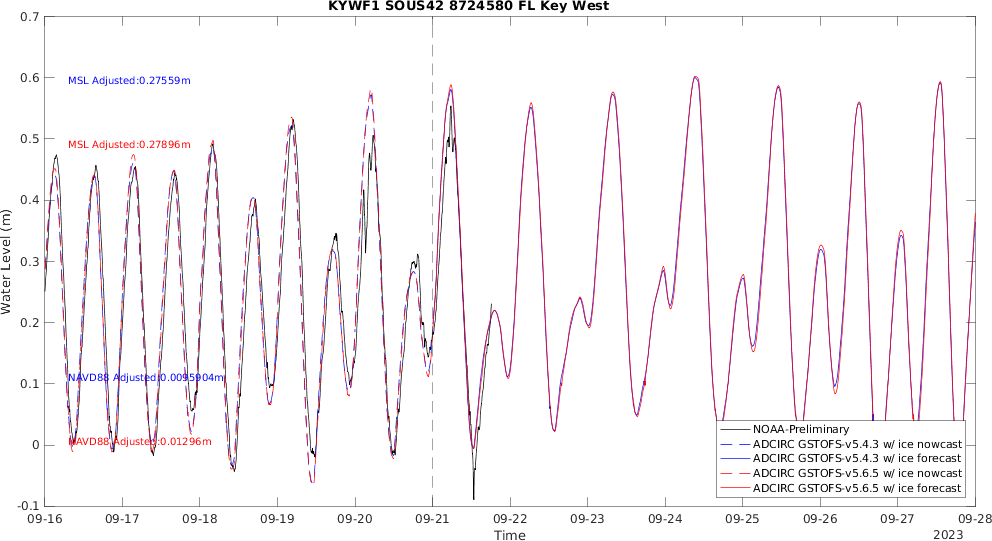 KYWF1 SOUS42 8724580 FL Key West
0.7
0.6
0.5
0.4
0.3
0.2
0.1
0
-0.1
Water Level (m)
MSL Adjusted:0.27559m
MSL Adjusted:0.27896m
NAVD88 Adjusted:0.0095904m
NAVD88 Adjusted:0.01296m
NOAA-Preliminary
ADCIRC GSTOFS-v5.4.3 w/ ice nowcast
ADCIRC GSTOFS-v5.4.3 w/ ice forecast
ADCIRC GSTOFS-v5.6.5 w/ ice nowcast
ADCIRC GSTOFS-v5.6.5 w/ ice forecast
09-16 09-17 09-18 09-19 09-20 09-21 09-22 09-23 09-24 09-25 09-26 09-27 09-28
Time
2023